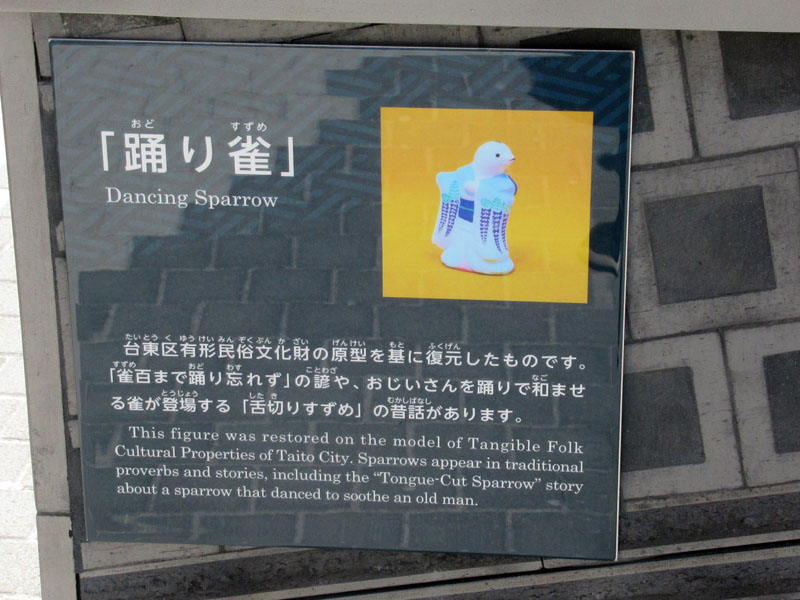 「踊り雀」
Dancing Sparrow
台東区有形民俗文化財の原型を基に復元したものです。
「雀百まで踊り忘れず」の諺や、おじいさんを踊りで和ませ
る雀が登場する「舌切りすずめ」の昔話があります。
This figure was restored on the model of Tangible Folk
Cultural Properties of Taito City. Sparrows appear in traditional
proverbs and stories, including the “Tongue-Cut Sparrow” story
about a sparrow that danced to soothe an old man.